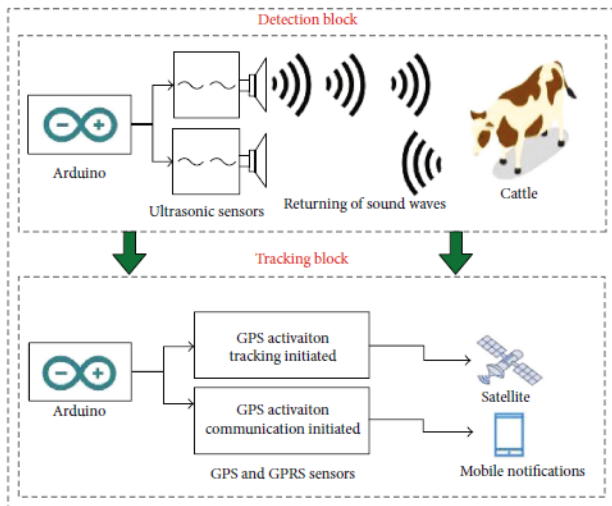 Detection block
Arduino
Ultrasonic sensors
Returning of sound waves
Cattle
Tracking block
Arduino
GPS activaiton
tracking initiated
GPS activaiton
communication initiated
GPS and GPRS sensors
Satellite
Mobile notifications